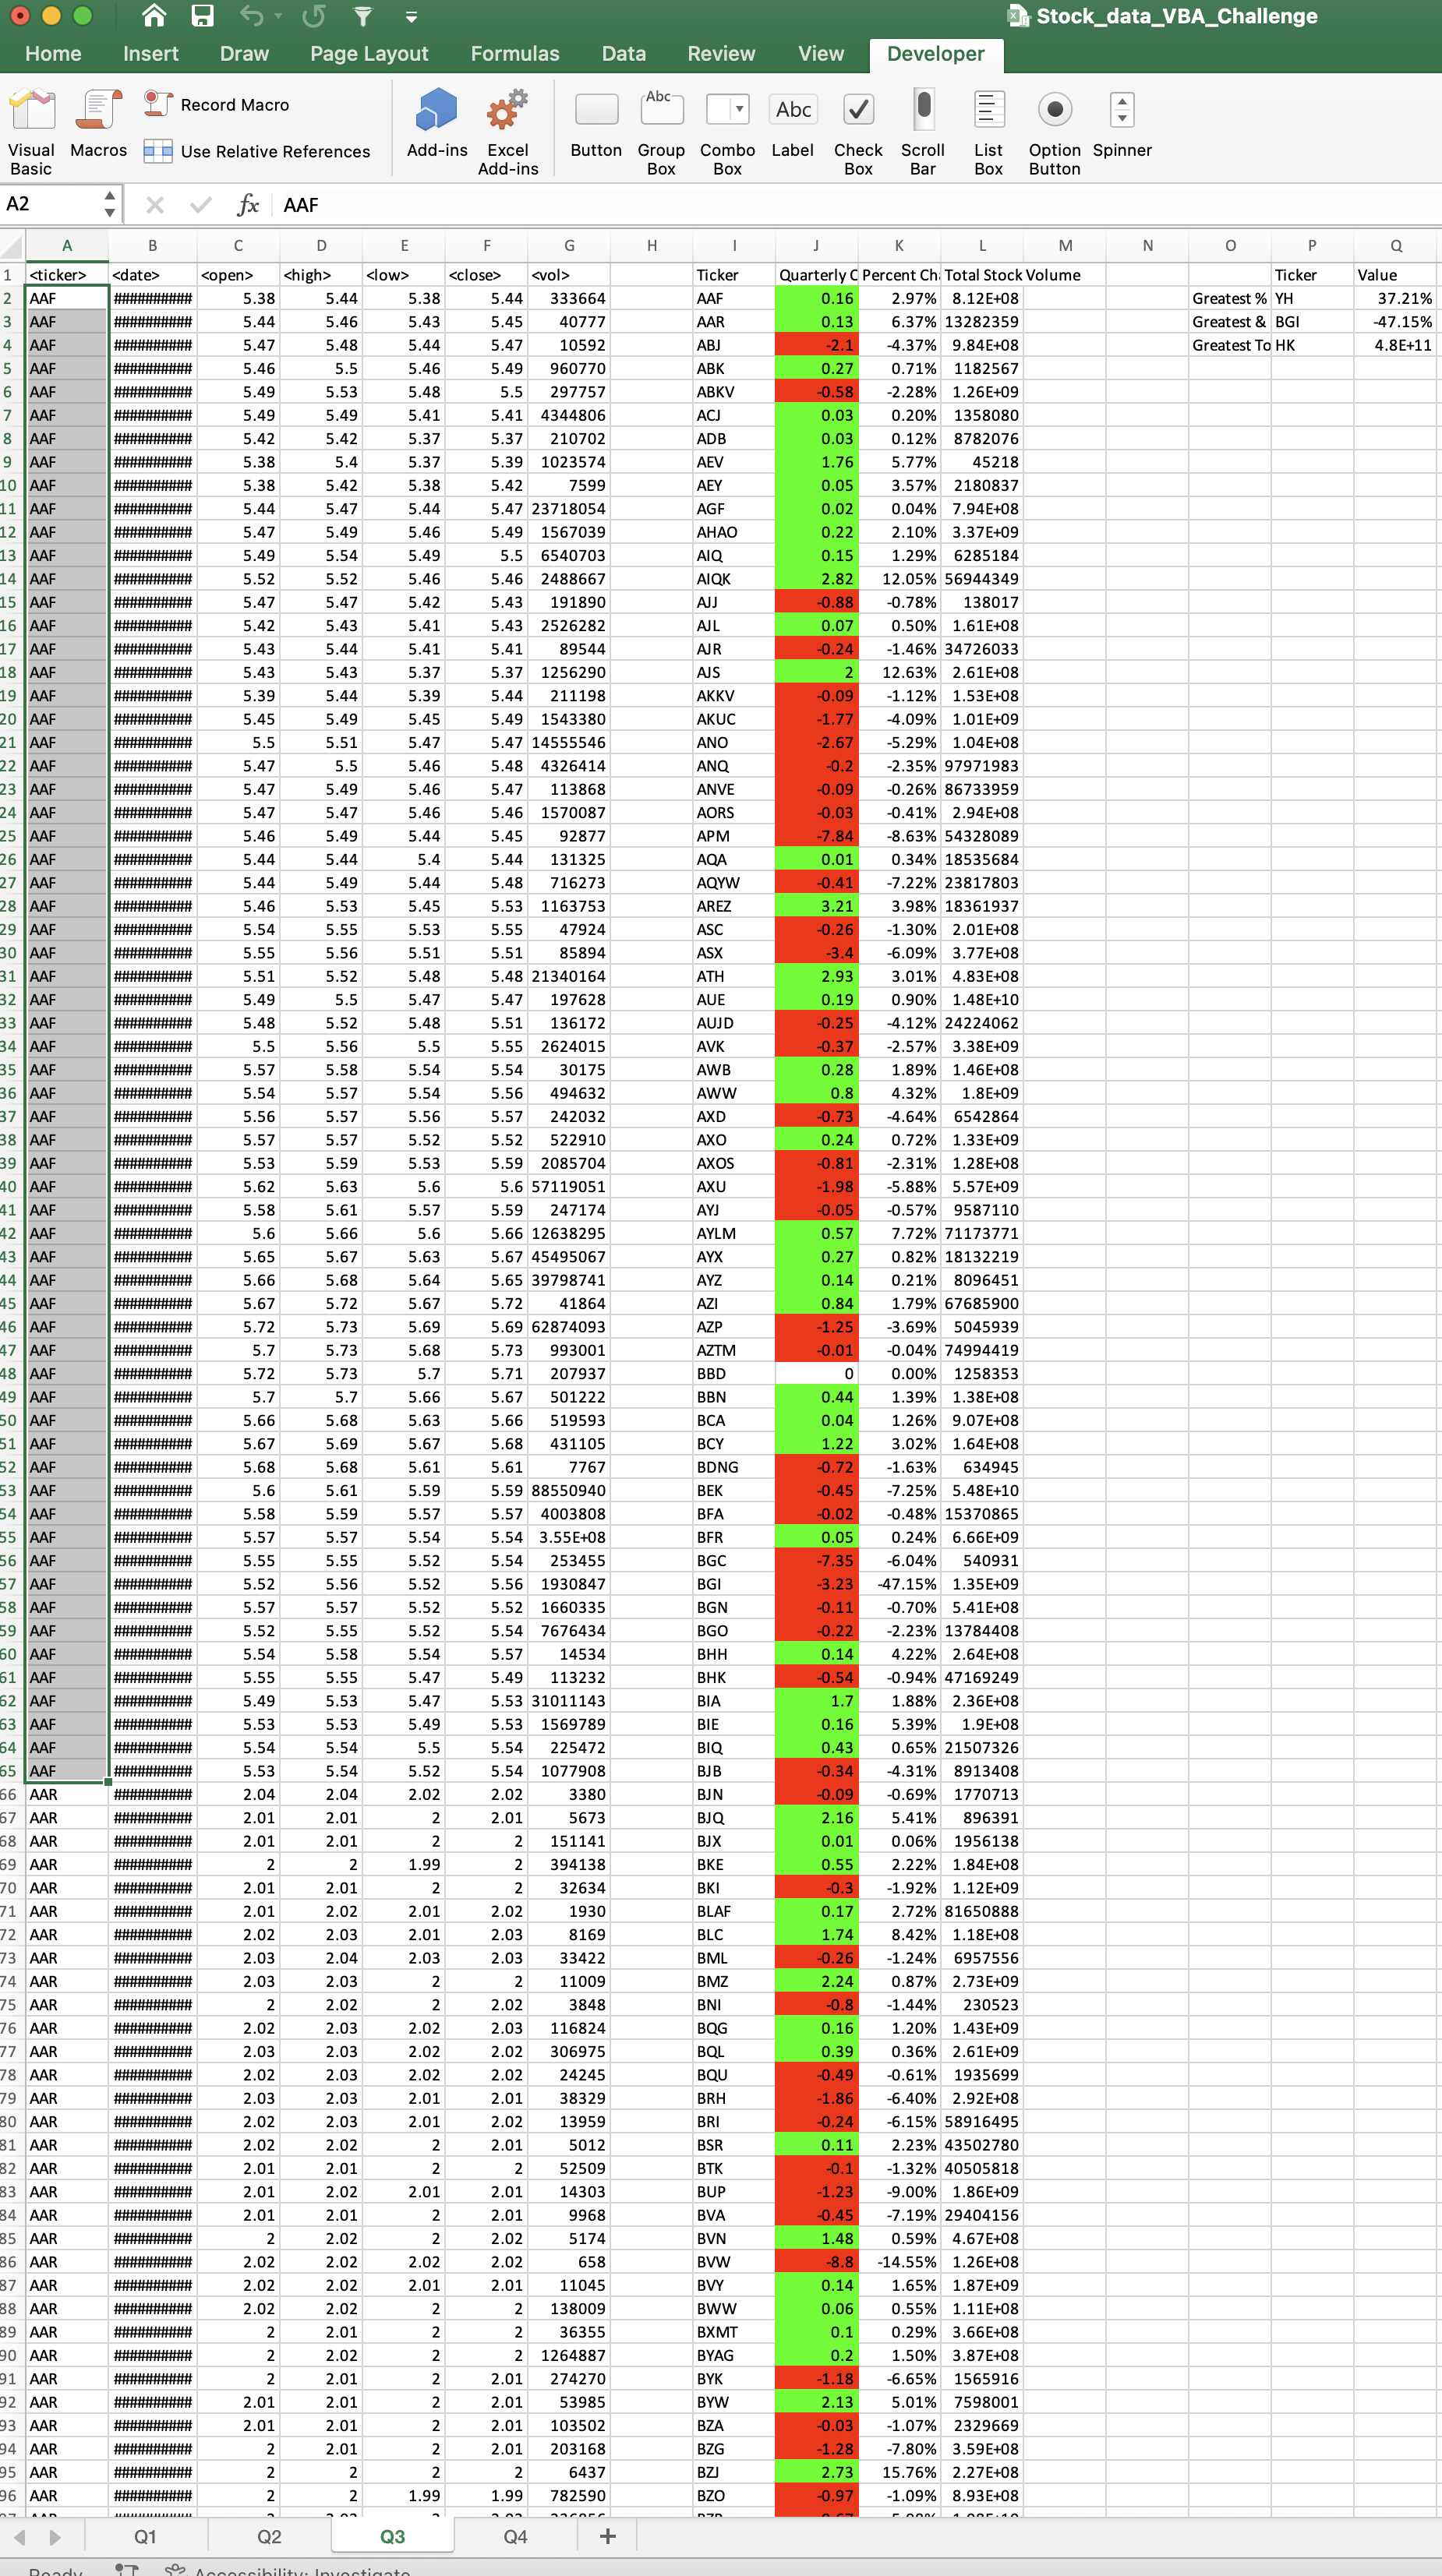 Stock_data_VBA_Challenge
Home Insert Draw Page Layout Formulas Data Review View Developer
Visual Basic Macros Record Macro Use Relative References Add-ins Excel Add-ins Button Group Box Combo Box Label Check Box Scroll Bar List Box Option Button Spinner
Abc Abc
A2 fx AAF
A B C D E F G H I J K L M N O P Q
1 <ticker> <date> <open> <high> <low> <close> <vol> Ticker Quarterly C Percent Cha Total Stock Volume Ticker Value
2 AAF ########## 5.38 5.44 5.38 5.44 333664 AAF 0.16 2.97% 8.12E+08 Greatest % YH 37.21%
3 AAF ########## 5.44 5.46 5.43 5.45 40777 AAR 0.13 6.37% 13282359 Greatest & BGI -47.15%
4 AAF ########## 5.47 5.48 5.44 5.47 10592 ABJ -2.1 -4.37% 9.84E+08 Greatest To HK 4.8E+11
5 AAF ########## 5.46 5.5 5.46 5.49 960770 ABK 0.27 0.71% 1182567
6 AAF ########## 5.49 5.53 5.48 5.5 297757 ABKV -0.58 -2.28% 1.26E+09
7 AAF ########## 5.49 5.49 5.41 5.41 4344806 ACJ 0.03 0.20% 1358080
8 AAF ########## 5.42 5.42 5.37 5.37 210702 ADB 0.03 0.12% 8782076
9 AAF ########## 5.38 5.4 5.37 5.39 1023574 AEV 1.76 5.77% 45218
10 AAF ########## 5.38 5.42 5.38 5.42 7599 AEY 0.05 3.57% 2180837
11 AAF ########## 5.44 5.47 5.44 5.47 23718054 AGF 0.02 0.04% 7.94E+08
12 AAF ########## 5.47 5.49 5.46 5.49 1567039 AHAO 0.22 2.10% 3.37E+09
13 AAF ########## 5.49 5.54 5.49 5.5 6540703 AIQ 0.15 1.29% 6285184
14 AAF ########## 5.52 5.52 5.46 5.46 2488667 AIQK 2.82 12.05% 56944349
15 AAF ########## 5.47 5.47 5.42 5.43 191890 AJJ -0.88 -0.78% 138017
16 AAF ########## 5.42 5.43 5.41 5.43 2526282 AJL 0.07 0.50% 1.61E+08
17 AAF ########## 5.43 5.44 5.41 5.41 89544 AJR -0.24 -1.46% 34726033
18 AAF ########## 5.43 5.43 5.37 5.37 1256290 AJS 2 12.63% 2.61E+08
19 AAF ########## 5.39 5.44 5.39 5.44 211198 AKKV -0.09 -1.12% 1.53E+08
20 AAF ########## 5.45 5.49 5.45 5.49 1543380 AKUC -1.77 -4.09% 1.01E+09
21 AAF ########## 5.5 5.51 5.47 5.47 14555546 ANO -2.67 -5.29% 1.04E+08
22 AAF ########## 5.47 5.5 5.46 5.48 4326414 ANQ -0.2 -2.35% 97971983
23 AAF ########## 5.47 5.49 5.46 5.47 113868 ANVE -0.09 -0.26% 86733959
24 AAF ########## 5.47 5.47 5.46 5.46 1570087 AORS -0.03 -0.41% 2.94E+08
25 AAF ########## 5.46 5.49 5.44 5.45 92877 APM -7.84 -8.63% 54328089
26 AAF ########## 5.44 5.44 5.4 5.44 131325 AQA 0.01 0.34% 18535684
27 AAF ########## 5.44 5.49 5.44 5.48 716273 AQYW -0.41 -7.22% 23817803
28 AAF ########## 5.46 5.53 5.45 5.53 1163753 AREZ 3.21 3.98% 18361937
29 AAF ########## 5.54 5.55 5.53 5.55 47924 ASC -0.26 -1.30% 2.01E+08
30 AAF ########## 5.55 5.56 5.51 5.51 85894 ASX -3.4 -6.09% 3.77E+08
31 AAF ########## 5.51 5.52 5.48 5.48 21340164 ATH 2.93 3.01% 4.83E+08
32 AAF ########## 5.49 5.5 5.47 5.47 197628 AUE 0.19 0.90% 1.48E+10
33 AAF ########## 5.48 5.52 5.48 5.51 136172 AUJD -0.25 -4.12% 24224062
34 AAF ########## 5.5 5.56 5.5 5.55 2624015 AVK -0.37 -2.57% 3.38E+09
35 AAF ########## 5.57 5.58 5.54 5.54 30175 AWB 0.28 1.89% 1.46E+08
36 AAF ########## 5.54 5.57 5.54 5.56 494632 AWW 0.8 4.32% 1.8E+09
37 AAF ########## 5.56 5.57 5.56 5.57 242032 AXD -0.73 -4.64% 6542864
38 AAF ########## 5.57 5.57 5.52 5.52 522910 AXO 0.24 0.72% 1.33E+09
39 AAF ########## 5.53 5.59 5.53 5.59 2085704 AXOS -0.81 -2.31% 1.28E+08
40 AAF ########## 5.62 5.63 5.6 5.6 57119051 AXU -1.98 -5.88% 5.57E+09
41 AAF ########## 5.58 5.61 5.57 5.59 247174 AYJ -0.05 -0.57% 9587110
42 AAF ########## 5.6 5.66 5.6 5.66 12638295 AYLM 0.57 7.72% 71173771
43 AAF ########## 5.65 5.67 5.63 5.67 45495067 AYX 0.27 0.82% 18132219
44 AAF ########## 5.66 5.68 5.64 5.65 39798741 AYZ 0.14 0.21% 8096451
45 AAF ########## 5.67 5.72 5.67 5.72 41864 AZI 0.84 1.79% 67685900
46 AAF ########## 5.72 5.73 5.69 5.69 62874093 AZP -1.25 -3.69% 5045939
47 AAF ########## 5.7 5.73 5.68 5.73 993001 AZTM -0.01 -0.04% 74994419
48 AAF ########## 5.72 5.73 5.7 5.71 207937 BBD 0 0.00% 1258353
49 AAF ########## 5.7 5.7 5.66 5.67 501222 BBN 0.44 1.39% 1.38E+08
50 AAF ########## 5.66 5.68 5.63 5.66 519593 BCA 0.04 1.26% 9.07E+08
51 AAF ########## 5.67 5.69 5.67 5.68 431105 BCY 1.22 3.02% 1.64E+08
52 AAF ########## 5.68 5.68 5.61 5.61 7767 BDNG -0.72 -1.63% 634945
53 AAF ########## 5.6 5.61 5.59 5.59 88550940 BEK -0.45 -7.25% 5.48E+10
54 AAF ########## 5.58 5.59 5.57 5.57 4003808 BFA -0.02 -0.48% 15370865
55 AAF ########## 5.57 5.57 5.54 5.54 3.55E+08 BFR 0.05 0.24% 6.66E+09
56 AAF ########## 5.55 5.55 5.52 5.54 253455 BGC -7.35 -6.04% 540931
57 AAF ########## 5.52 5.56 5.52 5.56 1930847 BGI -3.23 -47.15% 1.35E+09
58 AAF ########## 5.57 5.57 5.52 5.52 1660335 BGN -0.11 -0.70% 5.41E+08
59 AAF ########## 5.52 5.55 5.52 5.54 7676434 BGO -0.22 -2.23% 13784408
60 AAF ########## 5.54 5.58 5.54 5.57 14534 BHH 0.14 4.22% 2.64E+08
61 AAF ########## 5.55 5.55 5.47 5.49 113232 BHK -0.54 -0.94% 47169249
62 AAF ########## 5.49 5.53 5.47 5.53 31011143 BIA 1.7 1.88% 2.36E+08
63 AAF ########## 5.53 5.53 5.49 5.53 1569789 BIE 0.16 5.39% 1.9E+08
64 AAF ########## 5.54 5.54 5.5 5.54 225472 BIQ 0.43 0.65% 21507326
65 AAF ########## 5.53 5.54 5.52 5.54 1077908 BJB -0.34 -4.31% 8913408
66 AAR ########## 2.04 2.04 2.02 2.02 3380 BJN -0.09 -0.69% 1770713
67 AAR ########## 2.01 2.01 2 2.01 5673 BJQ 2.16 5.41% 896391
68 AAR ########## 2.01 2.01 2 2 151141 BJX 0.01 0.06% 1956138
69 AAR ########## 2 2 1.99 2 394138 BKE 0.55 2.22% 1.84E+08
70 AAR ########## 2.01 2.01 2 2 32634 BKI -0.3 -1.92% 1.12E+09
71 AAR ########## 2.01 2.02 2.01 2.02 1930 BLAF 0.17 2.72% 81650888
72 AAR ########## 2.02 2.03 2.01 2.03 8169 BLC 1.74 8.42% 1.18E+08
73 AAR ########## 2.03 2.04 2.03 2.03 33422 BML -0.26 -1.24% 6957556
74 AAR ########## 2.03 2.03 2 2 11009 BMZ 2.24 0.87% 2.73E+09
75 AAR ########## 2 2.02 2 2.02 3848 BNI -0.8 -1.44% 230523
76 AAR ########## 2.02 2.03 2.02 2.03 116824 BQG 0.16 1.20% 1.43E+09
77 AAR ########## 2.03 2.03 2.02 2.02 306975 BQL 0.39 0.36% 2.61E+09
78 AAR ########## 2.02 2.03 2.02 2.02 24245 BQU -0.49 -0.61% 1935699
79 AAR ########## 2.03 2.03 2.01 2.01 38329 BRH -1.86 -6.40% 2.92E+08
80 AAR ########## 2.02 2.03 2.01 2.02 13959 BRI -0.24 -6.15% 58916495
81 AAR ########## 2.02 2.02 2 2.01 5012 BSR 0.11 2.23% 43502780
82 AAR ########## 2.01 2.01 2 2 52509 BTK -0.1 -1.32% 40505818
83 AAR ########## 2.01 2.02 2.01 2.01 14303 BUP -1.23 -9.00% 1.86E+09
84 AAR ########## 2.01 2.01 2 2.01 9968 BVA -0.45 -7.19% 29404156
85 AAR ########## 2 2.02 2 2.02 5174 BVN 1.48 0.59% 4.67E+08
86 AAR ########## 2.02 2.02 2.02 2.02 658 BVW -8.8 -14.55% 1.26E+08
87 AAR ########## 2.02 2.02 2.01 2.01 11045 BVY 0.14 1.65% 1.87E+09
88 AAR ########## 2.02 2.02 2 2 138009 BWW 0.06 0.55% 1.11E+08
89 AAR ########## 2 2.01 2 2 36355 BXMT 0.1 0.29% 3.66E+08
90 AAR ########## 2 2.02 2 2 1264887 BYAG 0.2 1.50% 3.87E+08
91 AAR ########## 2 2.01 2 2.01 274270 BYK -1.18 -6.65% 1565916
92 AAR ########## 2.01 2.01 2 2.01 53985 BYW 2.13 5.01% 7598001
93 AAR ########## 2.01 2.01 2 2.01 103502 BZA -0.03 -1.07% 2329669
94 AAR ########## 2 2.01 2 2.01 203168 BZG -1.28 -7.80% 3.59E+08
95 AAR ########## 2 2 2 2 6437 BZJ 2.73 15.76% 2.27E+08
96 AAR ########## 2 2 1.99 1.99 782590 BZO -0.97 -1.09% 8.93E+08
Q1 Q2 Q3 Q4 +
Ready Accessibility: Investigate